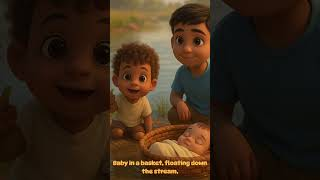 Baby in a basket, floating down
the stream,